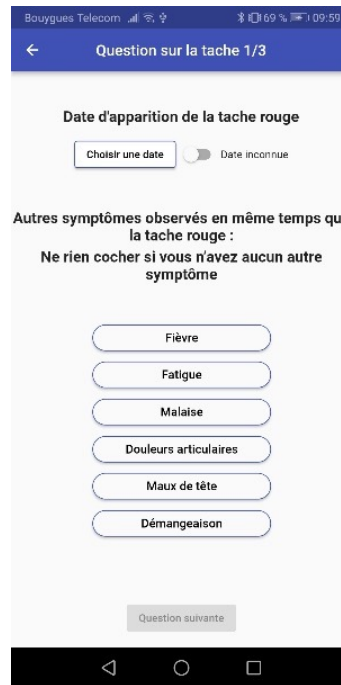 Bouygues Telecom 69 % 09:59
Question sur la tache 1/3
Date d'apparition de la tache rouge
Choisir une date Date inconnue
Autres symptômes observés en même temps qu
la tache rouge :
Ne rien cocher si vous n'avez aucun autre
symptôme
Fièvre
Fatigue
Malaise
Douleurs articulaires
Maux de tête
Démangeaison
Question suivante